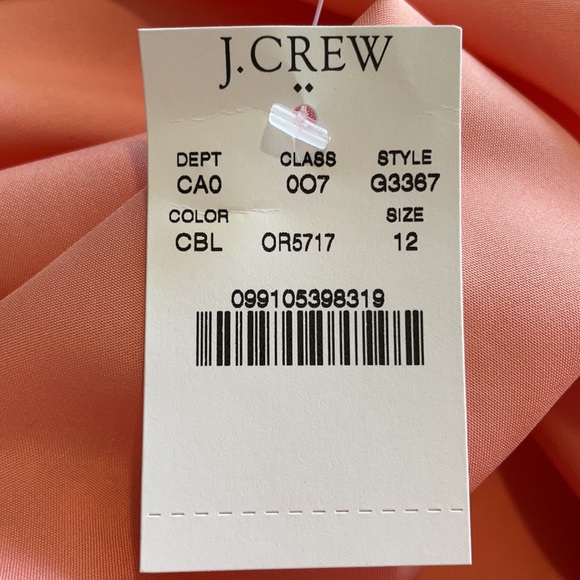 J.CREW
DEPT CLASS STYLE
CA0 007 G3367
COLOR SIZE
CBL OR5717 12
099105398319